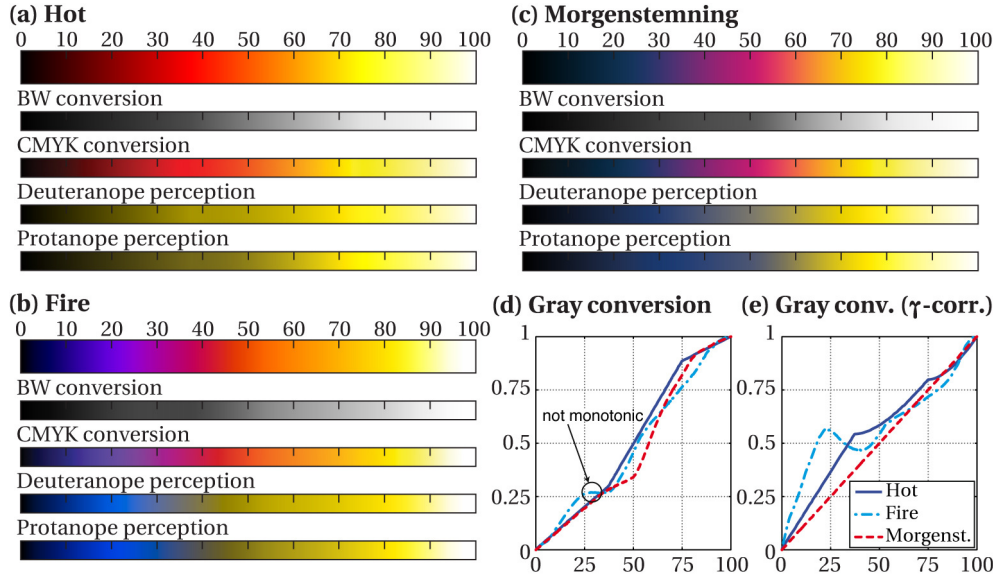 (a) Hot
0 10 20 30 40 50 60 70 80 90 100
BW conversion
CMYK conversion
Deuteranope perception
Protanope perception
(c) Morgenstemning
0 10 20 30 40 50 60 70 80 90 100
BW conversion
CMYK conversion
Deuteranope perception
Protanope perception
(b) Fire
0 10 20 30 40 50 60 70 80 90 100
BW conversion
CMYK conversion
Deuteranope perception
Protanope perception
(d) Gray conversion
1
0.75
not monotonic
0.5
0.25
0
0 25 50 75 100
(e) Gray conv. (γ-corr.)
1
0.75
0.5
0.25
0
Hot
Fire
Morgenst.
0 25 50 75 100